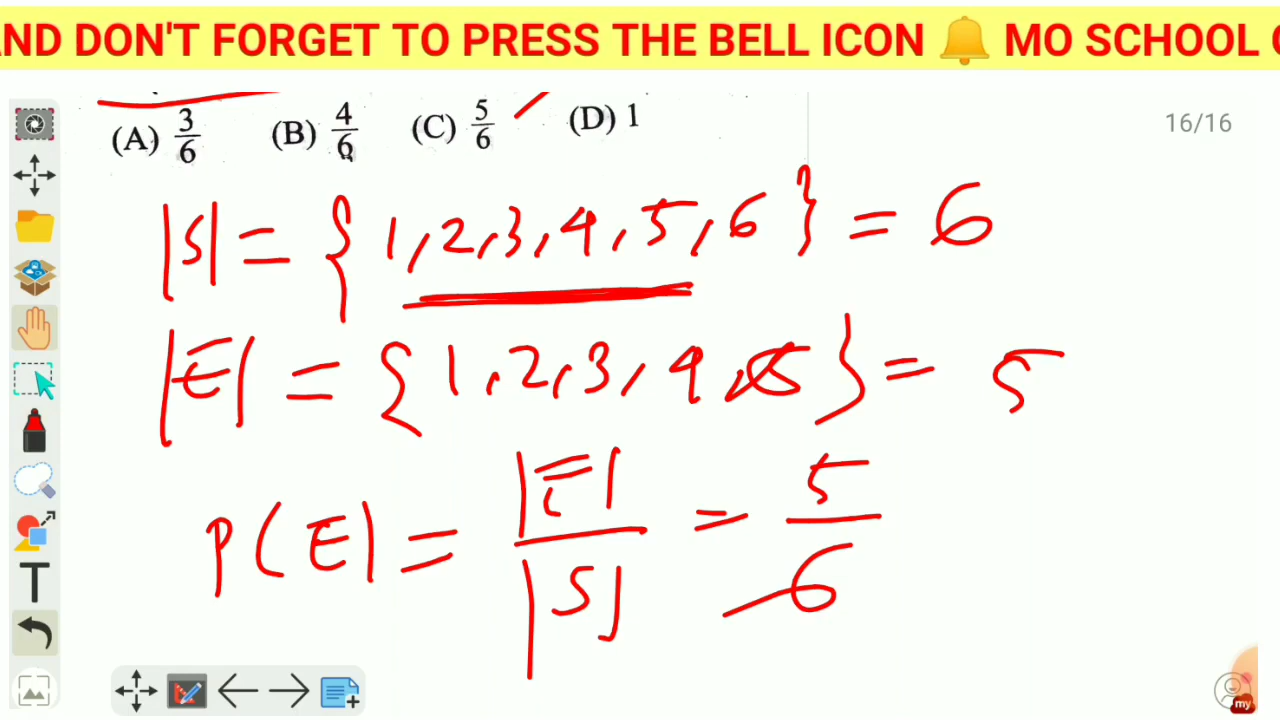 AND DON'T FORGET TO PRESS THE BELL ICON 🔔 MO SCHOOL
16/16
(A) 3/6 (B) 4/6 (C) 5/6 (D) 1
|S| = {1,2,3,4,5,6} = 6
|E| = {1,2,3,4,5} = 5
P(E) = |E|/|S| = 5/6
T
my